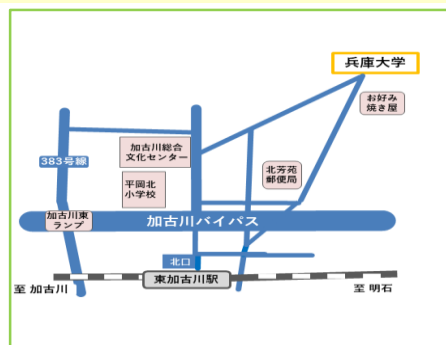 兵庫大学
お好み
焼き屋
加古川総合
文化センター
383号線
北芳苑
郵便局
平岡北
小学校
加古川東
ランプ
加古川バイパス
北口
東加古川駅
至 加古川
至 明石